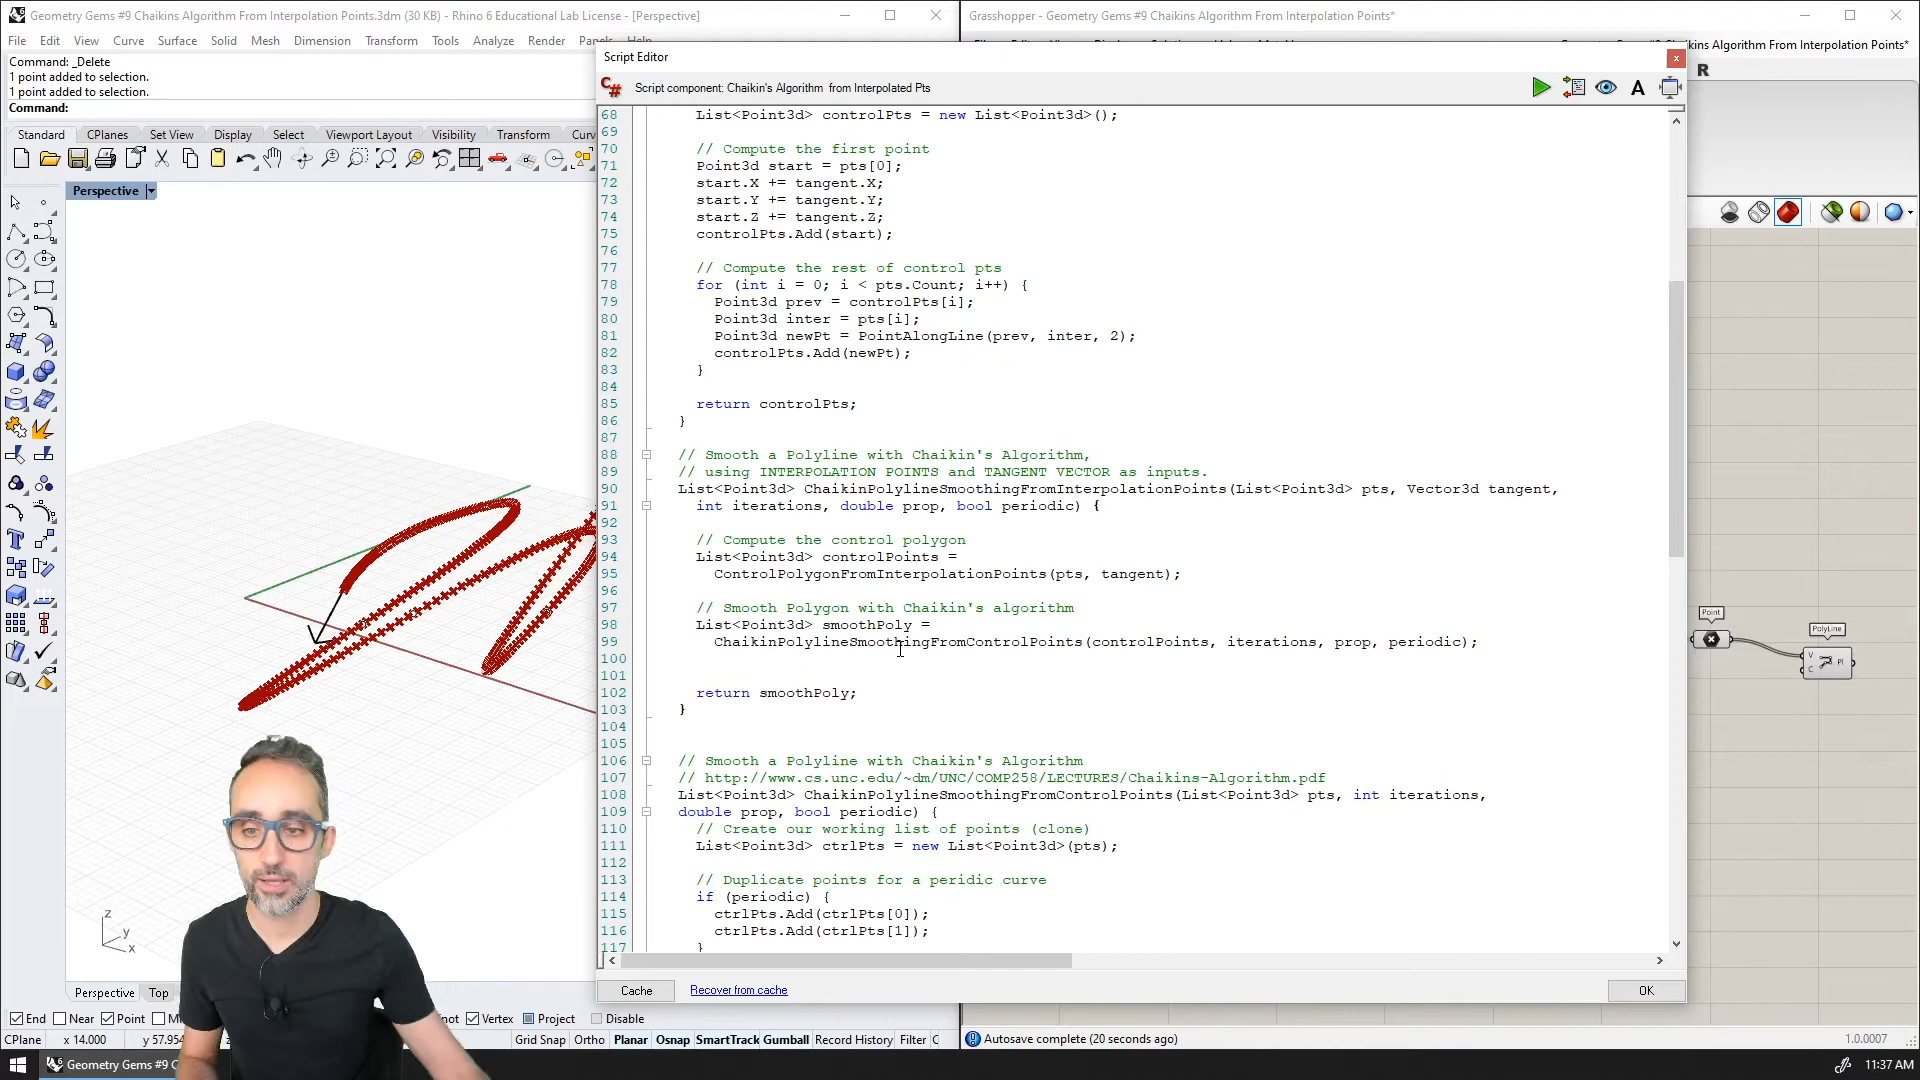 Geometry Gems #9 Chaikins Algorithm From Interpolation Points.3dm (30 KB) - Rhino 6 Educational Lab License - [Perspective]
File Edit View Curve Surface Solid Mesh Dimension Transform Tools Analyze Render Panels Help
Command: _Delete
1 point added to selection.
1 point added to selection.
Command:
Standard CPlanes Set View Display Select Viewport Layout Visibility Transform Curv
Perspective
z
y
x
Perspective Top
End Near Point Mi not Vertex Project Disable
CPlane x 14.000 y 57.954 Grid Snap Ortho Planar Osnap SmartTrack Gumball Record History Filter C
Geometry Gems #9 C
Grasshopper - Geometry Gems #9 Chaikins Algorithm From Interpolation Points*
kins Algorithm From Interpolation Points*
R
Script Editor
x
C# Script component: Chaikin's Algorithm from Interpolated Pts
A
68 List<Point3d> controlPts = new List<Point3d>();
69
70 // Compute the first point
71 Point3d start = pts[0];
72 start.X += tangent.X;
73 start.Y += tangent.Y;
74 start.Z += tangent.Z;
75 controlPts.Add(start);
76
77 // Compute the rest of control pts
78 for (int i = 0; i < pts.Count; i++) {
79 Point3d prev = controlPts[i];
80 Point3d inter = pts[i];
81 Point3d newPt = PointAlongLine(prev, inter, 2);
82 controlPts.Add(newPt);
83 }
84
85 return controlPts;
86 }
87
88 // Smooth a Polyline with Chaikin's Algorithm,
89 // using INTERPOLATION POINTS and TANGENT VECTOR as inputs.
90 List<Point3d> ChaikinPolylineSmoothingFromInterpolationPoints(List<Point3d> pts, Vector3d tangent,
91 int iterations, double prop, bool periodic) {
92
93 // Compute the control polygon
94 List<Point3d> controlPoints =
95 ControlPolygonFromInterpolationPoints(pts, tangent);
96
97 // Smooth Polygon with Chaikin's algorithm
98 List<Point3d> smoothPoly =
99 ChaikinPolylineSmoothingFromControlPoints(controlPoints, iterations, prop, periodic);
100
101
102 return smoothPoly;
103 }
104
105
106 // Smooth a Polyline with Chaikin's Algorithm
107 // http://www.cs.unc.edu/~dm/UNC/COMP258/LECTURES/Chaikins-Algorithm.pdf
108 List<Point3d> ChaikinPolylineSmoothingFromControlPoints(List<Point3d> pts, int iterations,
109 double prop, bool periodic) {
110 // Create our working list of points (clone)
111 List<Point3d> ctrlPts = new List<Point3d>(pts);
112
113 // Duplicate points for a peridic curve
114 if (periodic) {
115 ctrlPts.Add(ctrlPts[0]);
116 ctrlPts.Add(ctrlPts[1]);
117 }
Cache Recover from cache OK
Point
PolyLine
V
C
Pl
Autosave complete (20 seconds ago) 1.0.0007
11:37 AM